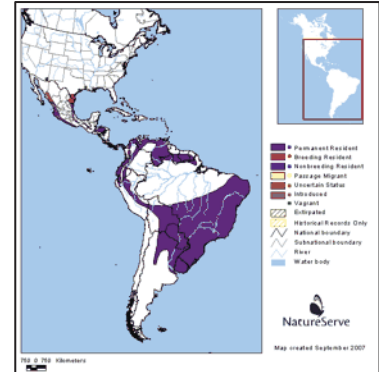 Permanent Resident
Breeding Resident
Nonbreeding Resident
Passage Migrant
Uncertain Status
Introduced
Vagrant
Extirpated
Historical Records Only
National boundary
Subnational boundary
River
Water body
NatureServe
Map created September 2007
750 0 750 Kilometers